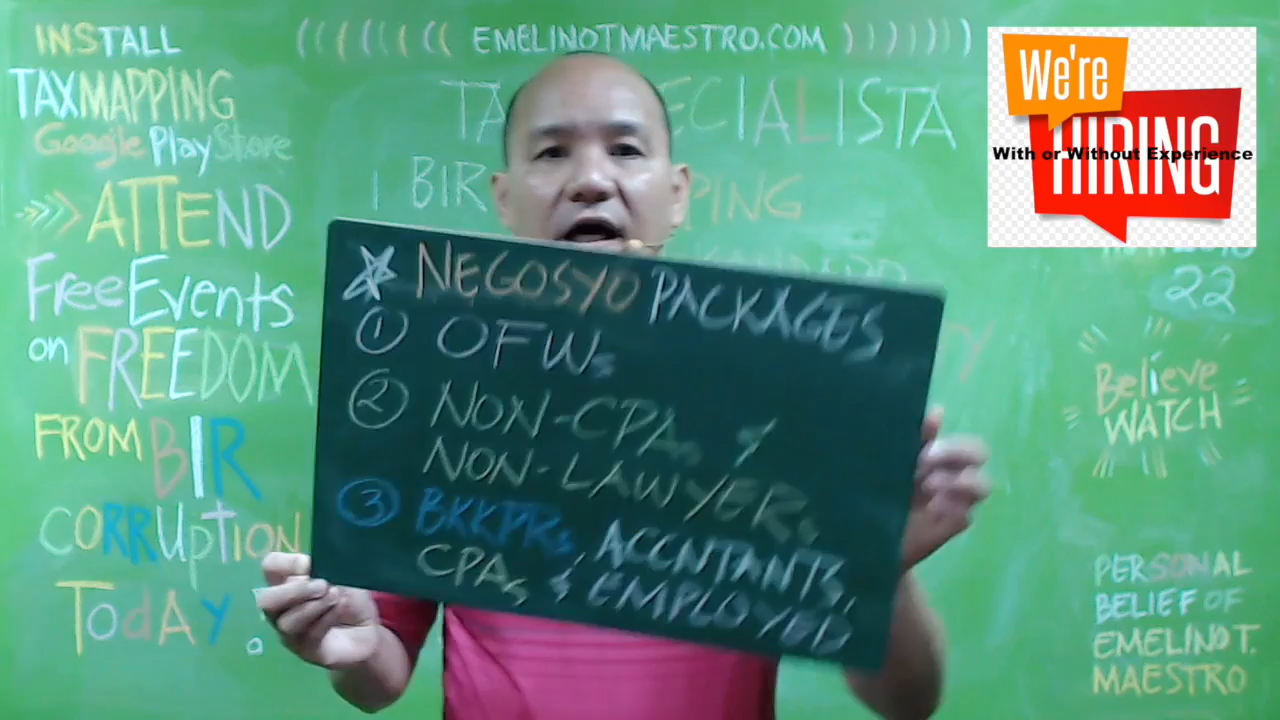 INSTALL
TAXMAPPING
Google PlayStore
>>> ATTEND
Free Events
on FREEDOM
FROM BIR
CORRUPTION
TODAY.
(((((((( EMELINOTMAESTRO.COM ))))))))
TA ECIALISTA
1 BIR PING
★ NEGOSYO PACKAGES
① OFWs
② NON-CPAs &
NON-LAWYERs
③ BKKPRs, ACCNTANTS,
CPAs & EMPLOYED
We're
HIRING
With or Without Experience
22
Believe
WATCH
PERSONAL
BELIEF OF
EMELINO T.
MAESTRO